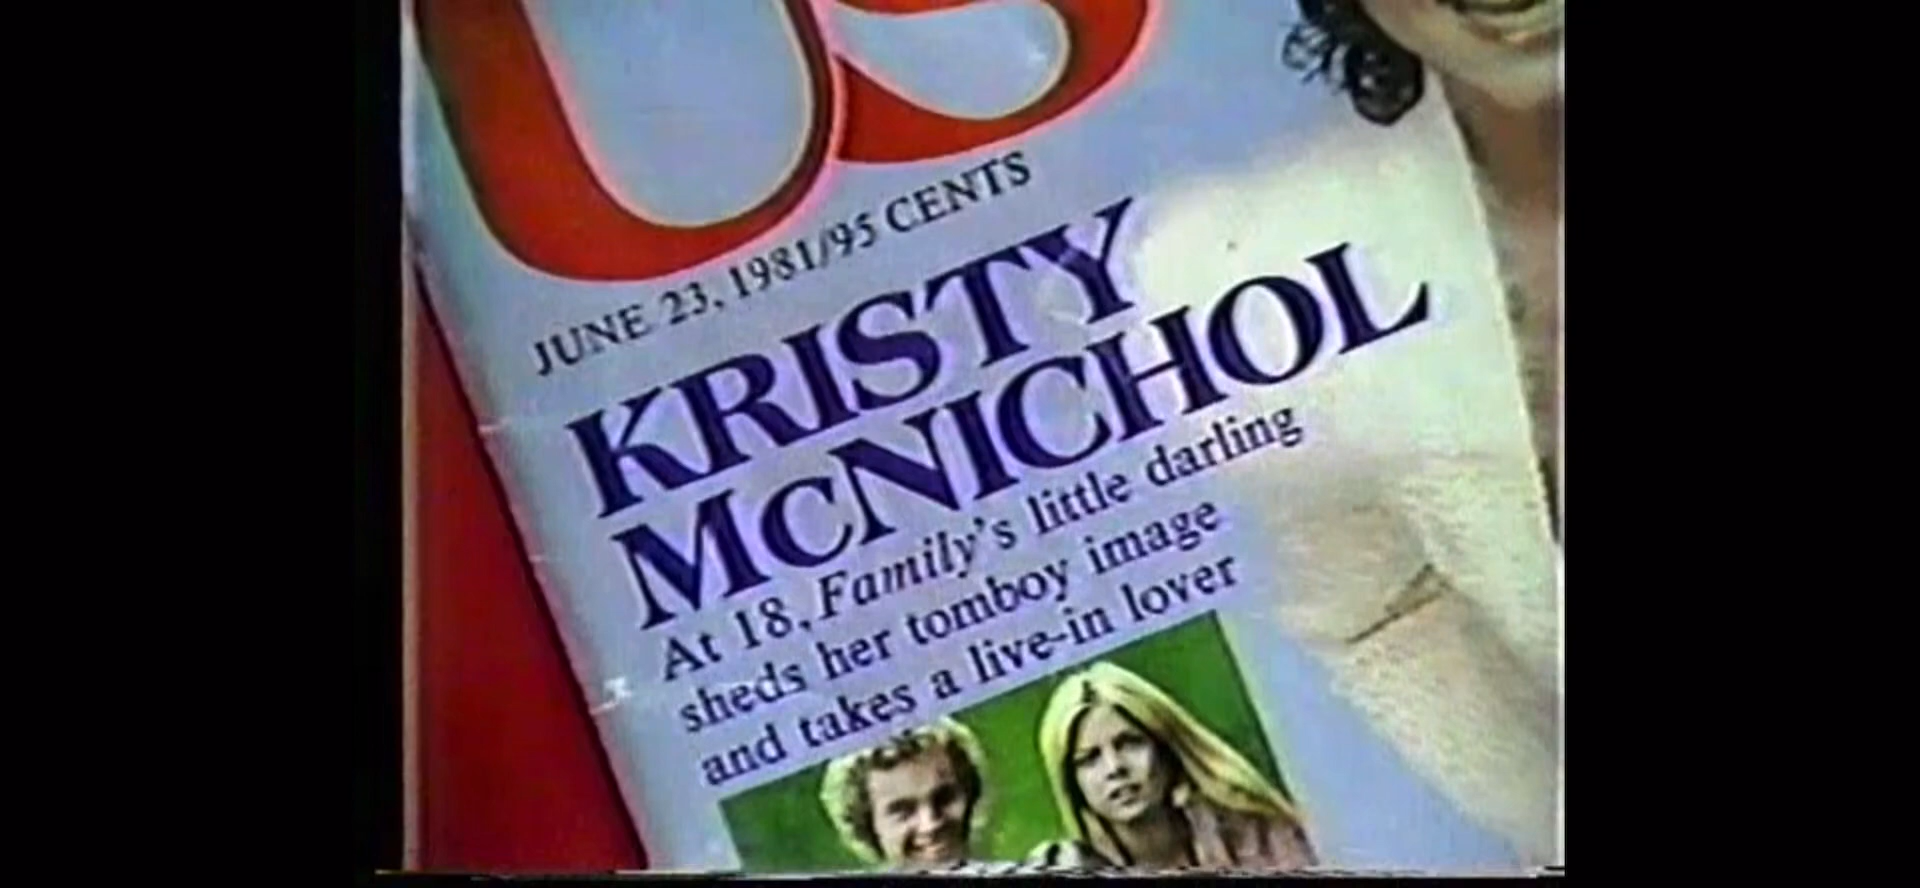 US
JUNE 23, 1981/95 CENTS
KRISTY
McNICHOL
At 18, Family's little darling
sheds her tomboy image
and takes a live-in lover